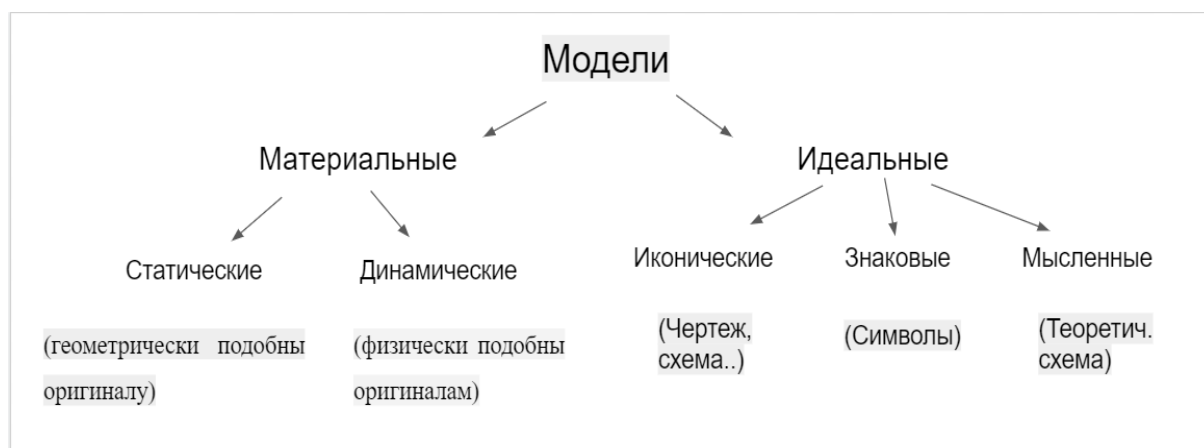 Модели
Материальные
Идеальные
Статические
Динамические
Иконические
Знаковые
Мысленные
(геометрически подобны
оригиналу)
(физически подобны
оригиналам)
(Чертеж,
схема..)
(Символы)
(Теоретич.
схема)